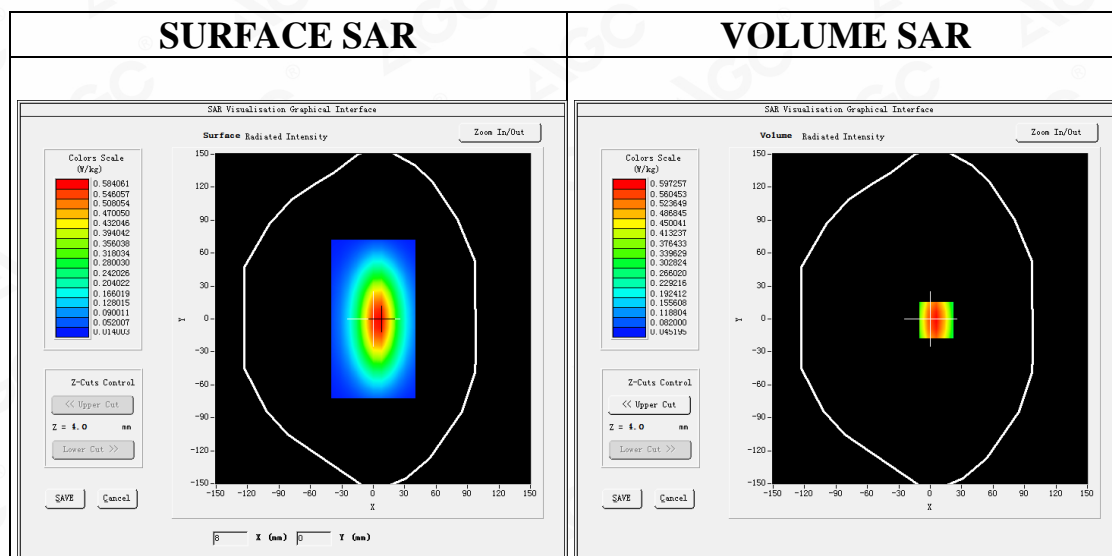 SURFACE SAR
VOLUME SAR
SAR Visualisation Graphical Interface
Surface Radiated Intensity
Zoom In/Out
Colors Scale
(W/kg)
0.584061
0.546057
0.508054
0.470050
0.432046
0.394042
0.356038
0.318034
0.280030
0.242026
0.204022
0.166019
0.128015
0.090011
0.052007
0.014003
Z-Cuts Control
<< Upper Cut
Z = 4.0 mm
Lower Cut >>
SAVE
Cancel
150
120
90
60
30
0
-30
-60
-90
-120
-150
Y
-150 -120 -90 -60 -30 0 30 60 90 120 150
X
8 X (mm) 0 Y (mm)
SAR Visualisation Graphical Interface
Volume Radiated Intensity
Zoom In/Out
Colors Scale
(W/kg)
0.597257
0.560453
0.523649
0.486845
0.450041
0.413237
0.376433
0.339629
0.302824
0.266020
0.229216
0.192412
0.155608
0.118804
0.082000
0.045195
Z-Cuts Control
<< Upper Cut
Z = 4.0 mm
Lower Cut >>
SAVE
Cancel
150
120
90
60
30
0
-30
-60
-90
-120
-150
Y
-150 -120 -90 -60 -30 0 30 60 90 120 150
X